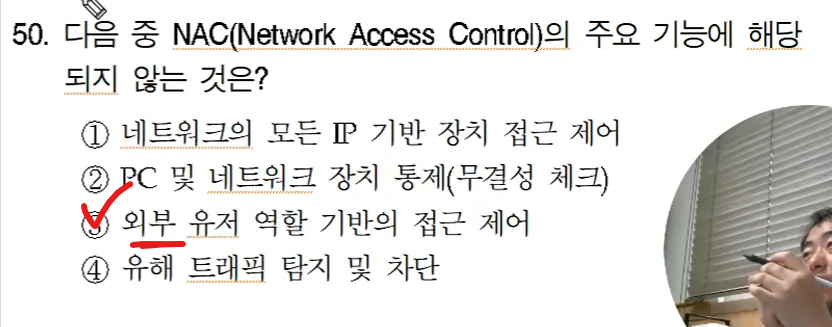 50. 다음 중 NAC(Network Access Control)의 주요 기능에 해당
되지 않는 것은?
① 네트워크의 모든 IP 기반 장치 접근 제어
② PC 및 네트워크 장치 통제(무결성 체크)
③ 외부 유저 역할 기반의 접근 제어
④ 유해 트래픽 탐지 및 차단